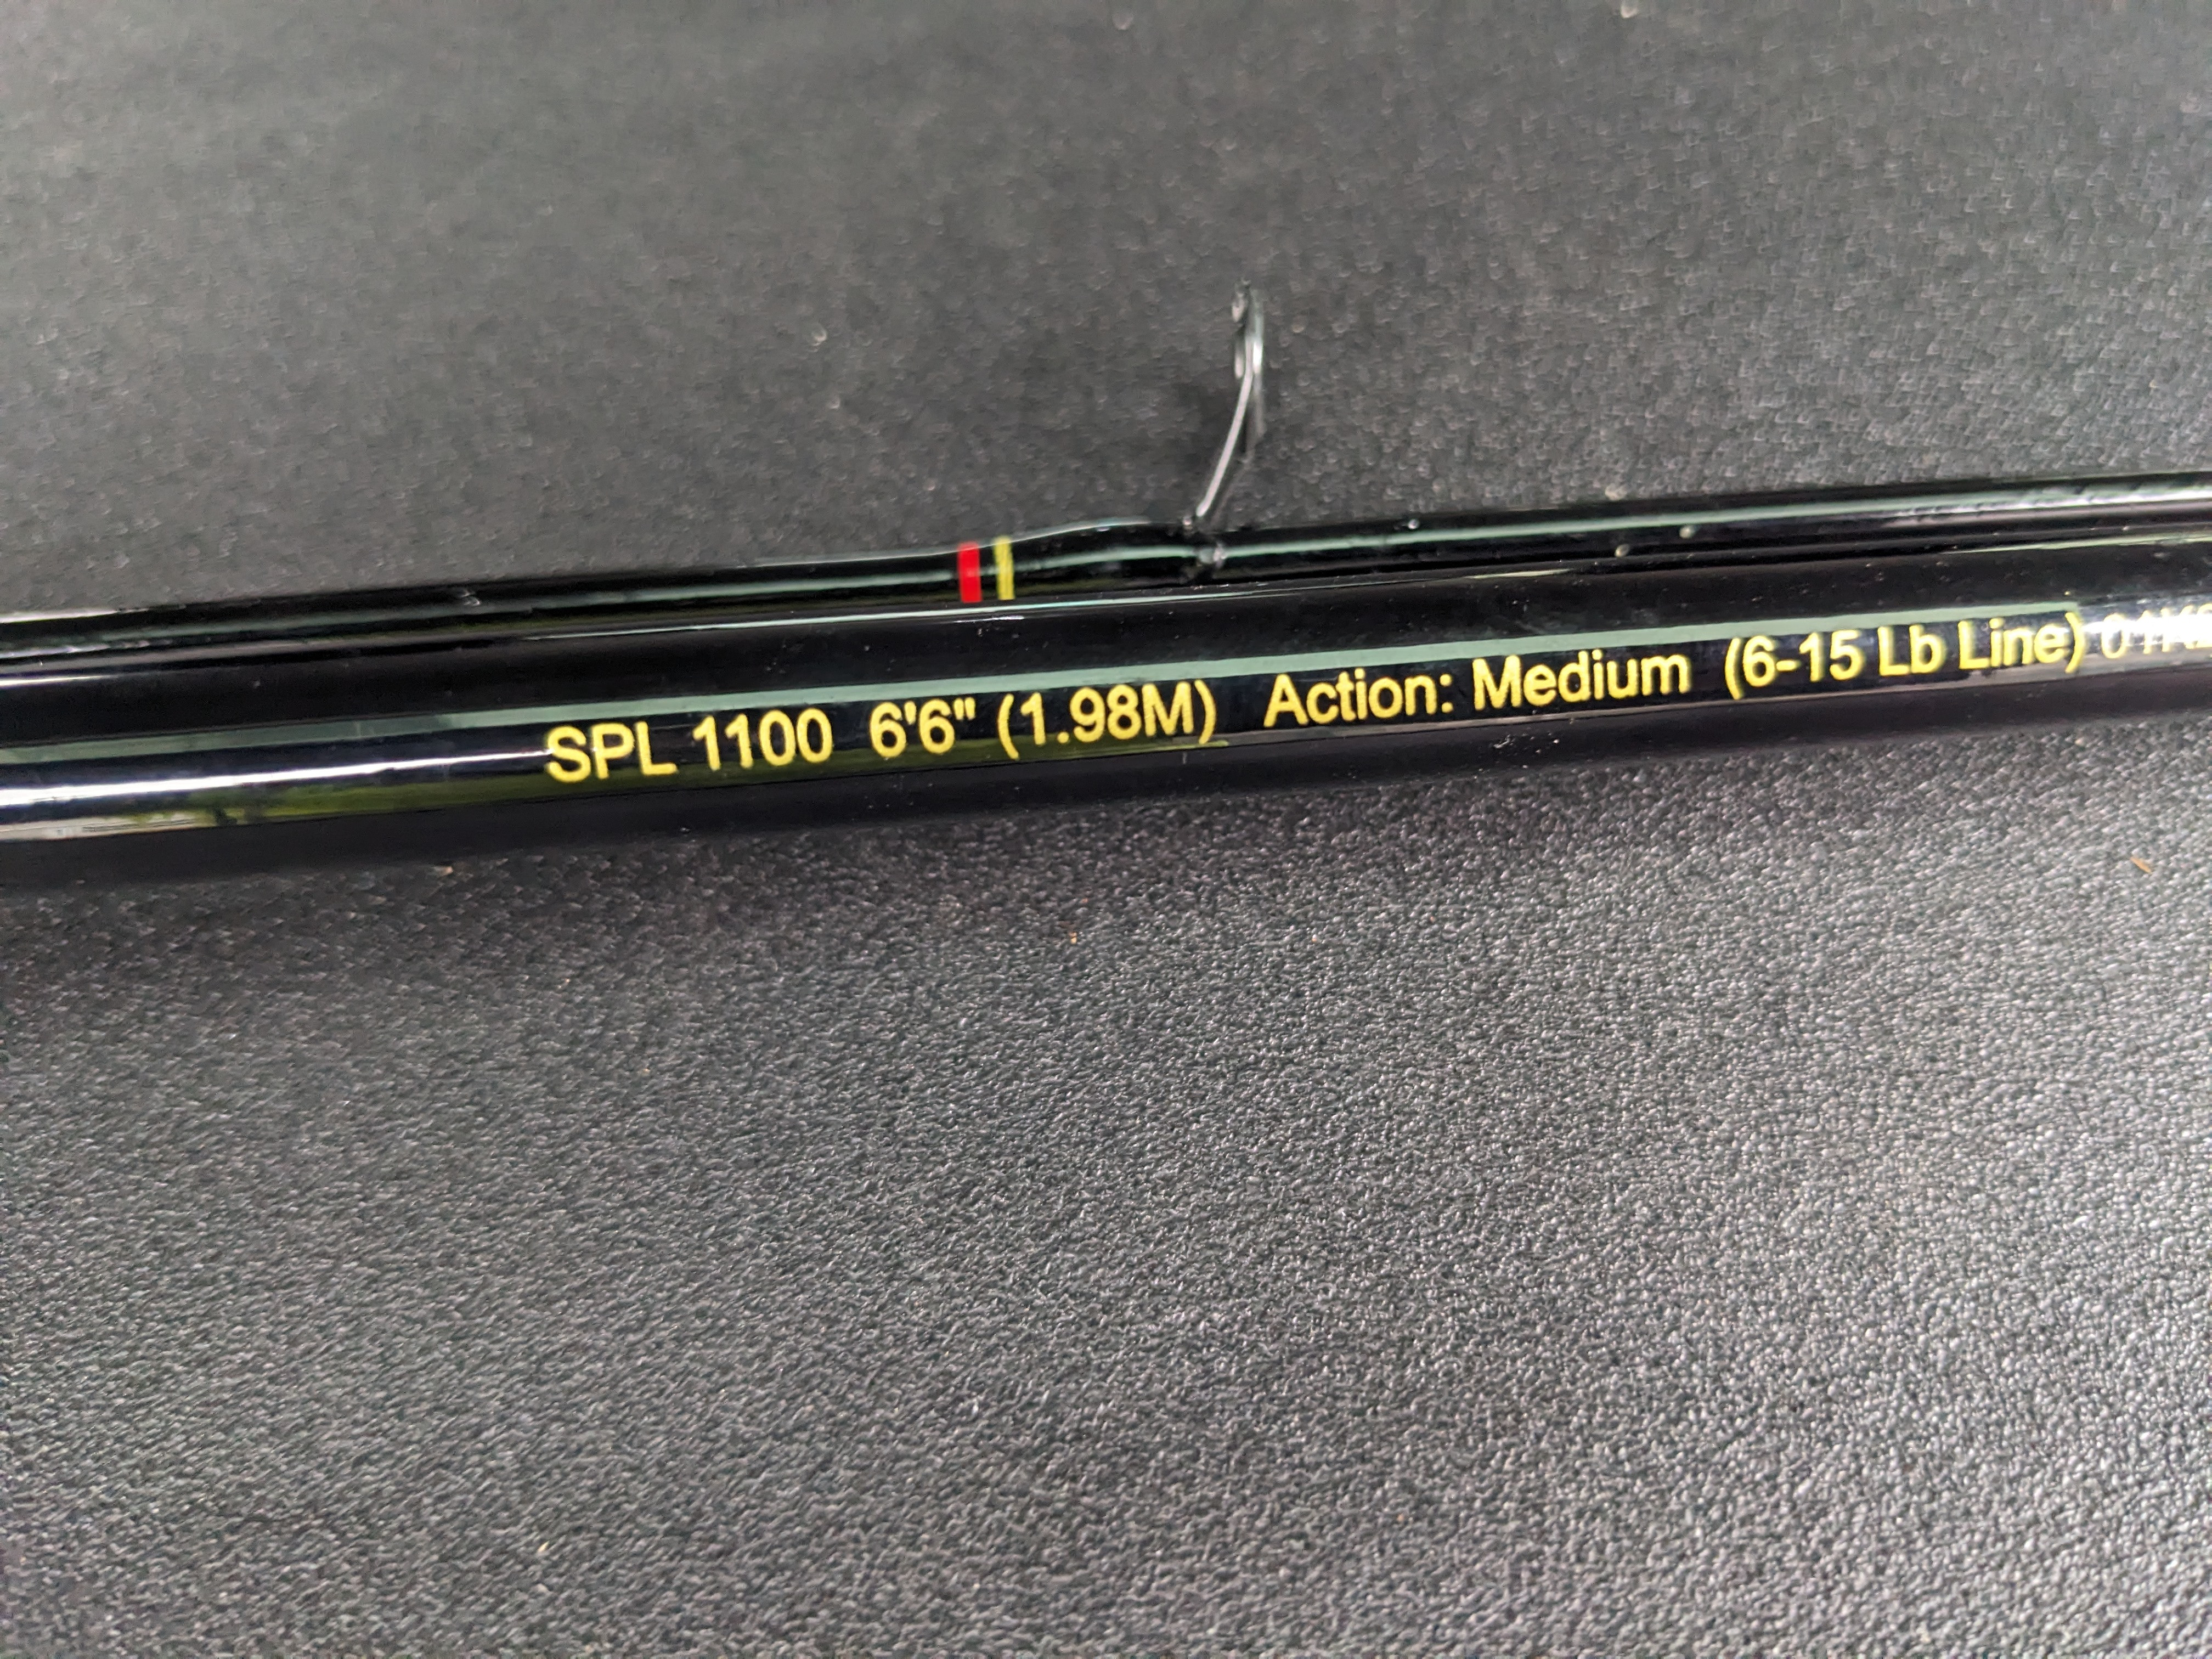 SPL 1100 6'6" (1.98M) Action: Medium (6-15 Lb Line)